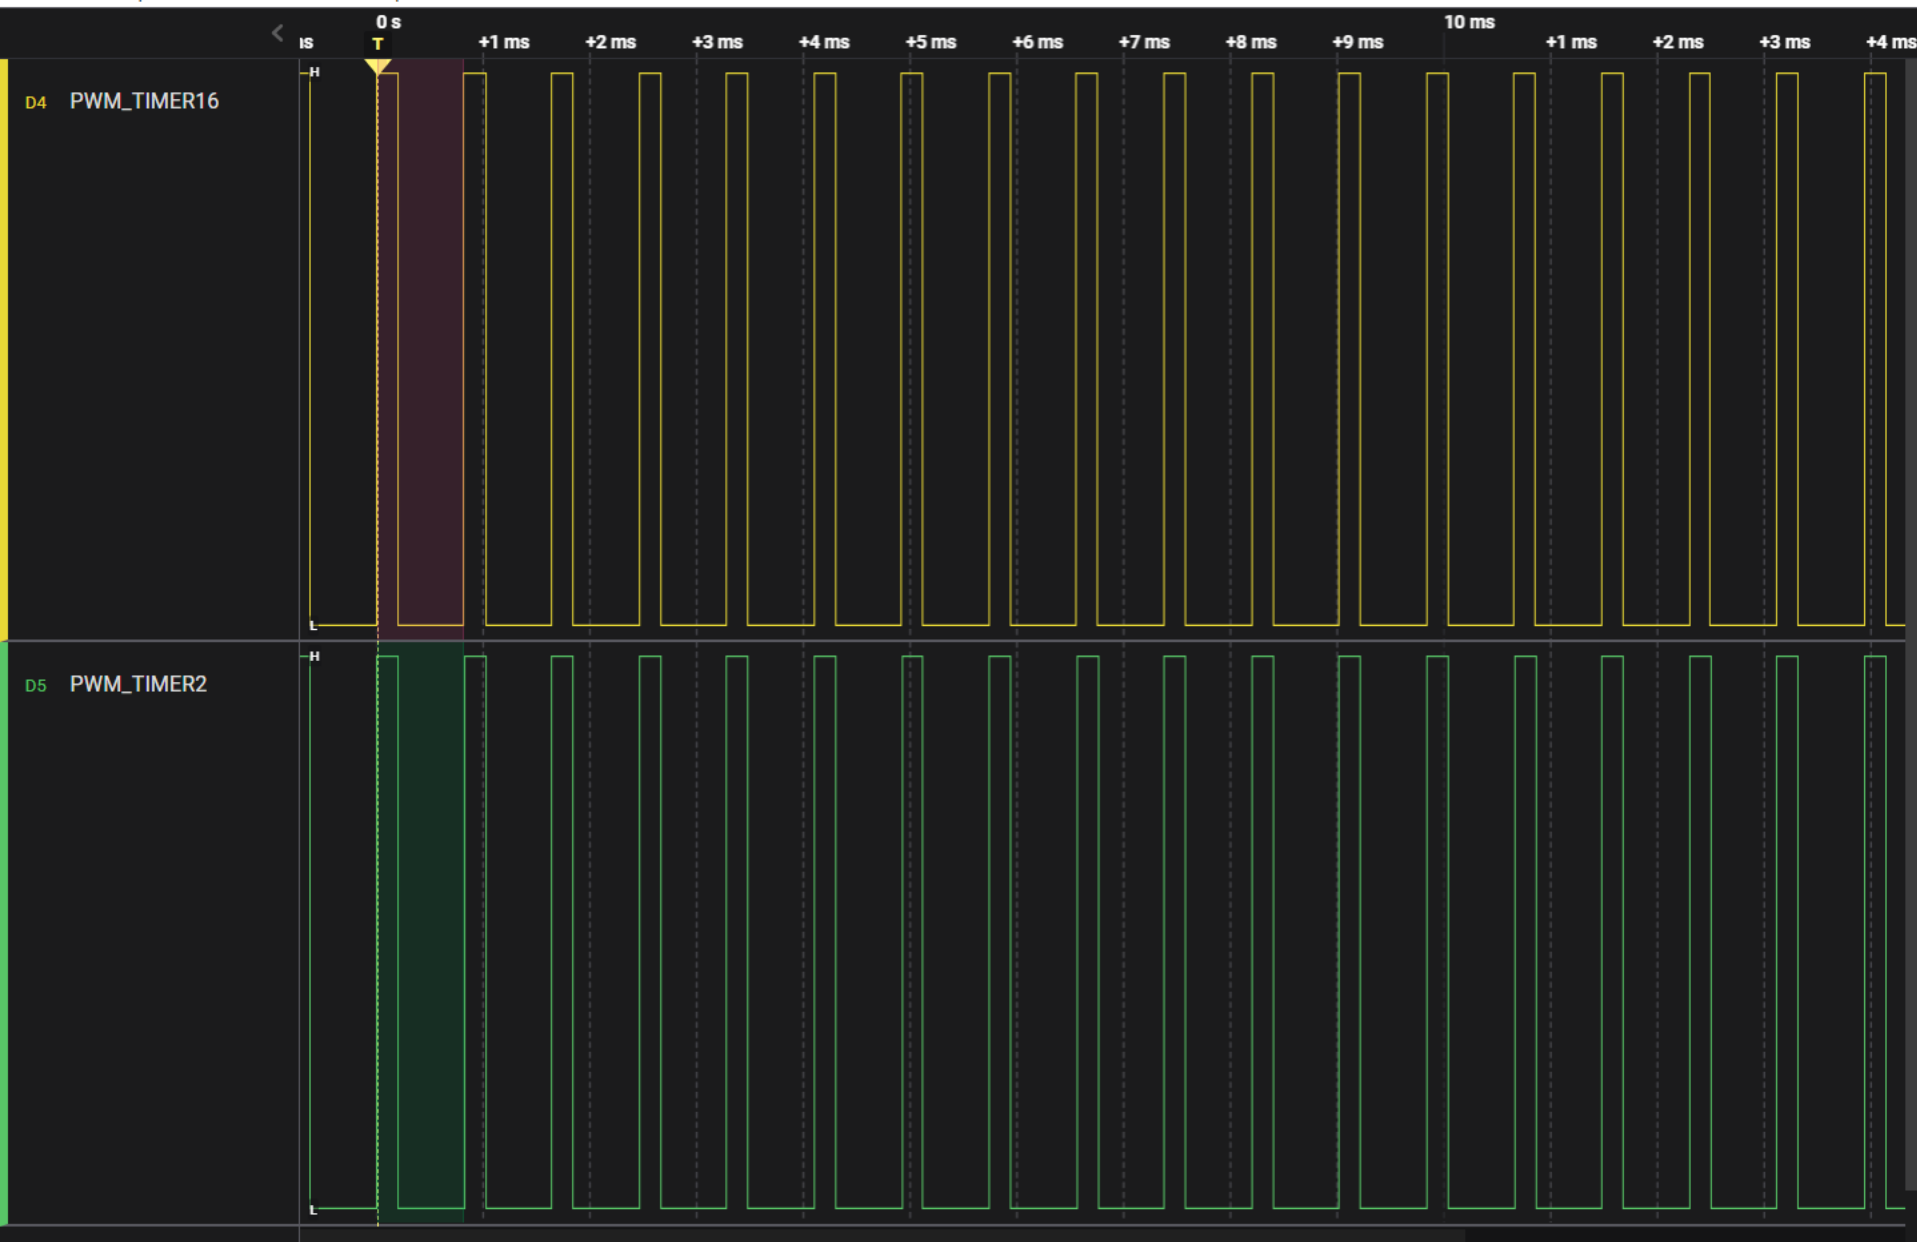 0 s 10 ms
T +1 ms +2 ms +3 ms +4 ms +5 ms +6 ms +7 ms +8 ms +9 ms +1 ms +2 ms +3 ms +4 ms
H
D4 PWM_TIMER16
L
H
D5 PWM_TIMER2
L